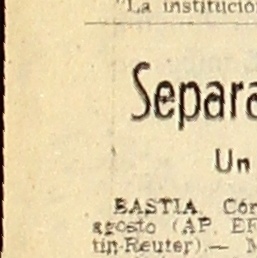 "La institución
Separa
Un
BASTIA, Cór
agosto (AP, EF
tin-Reuter).—